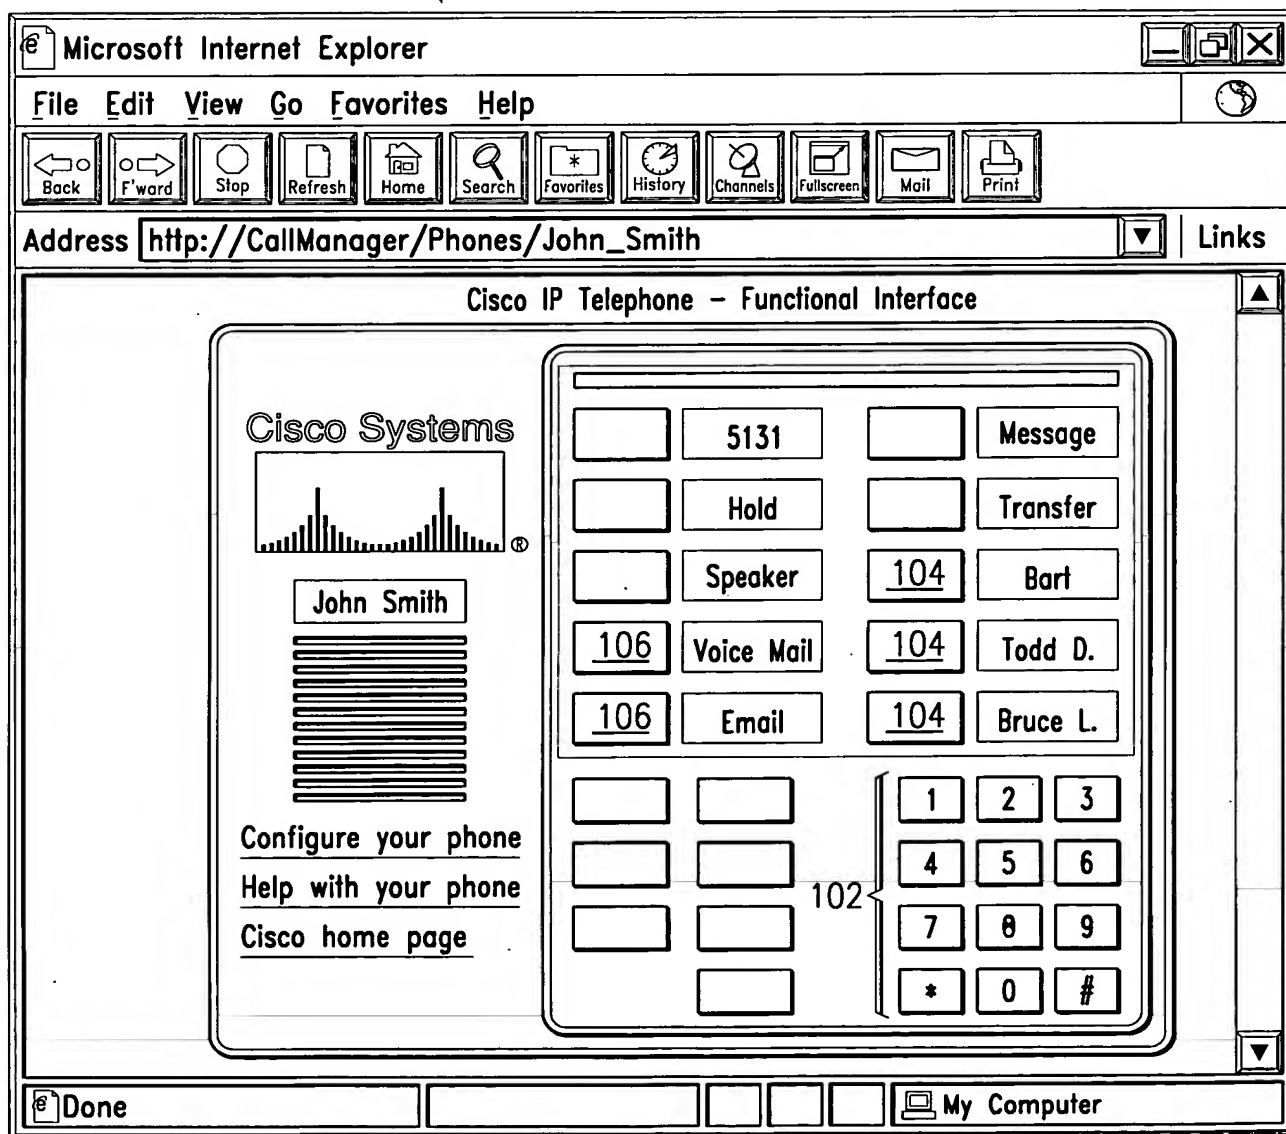 Microsoft Internet Explorer
File Edit View Go Favorites Help
Back F'ward Stop Refresh Home Search Favorites History Channels Fullscreen Mail Print
Address http://CallManager/Phones/John_Smith Links
Cisco IP Telephone – Functional Interface
Cisco Systems
®
John Smith
Configure your phone
Help with your phone
Cisco home page
5131 Message
Hold Transfer
Speaker 104 Bart
106 Voice Mail 104 Todd D.
106 Email 104 Bruce L.
102
1 2 3
4 5 6
7 8 9
* 0 #
Done My Computer